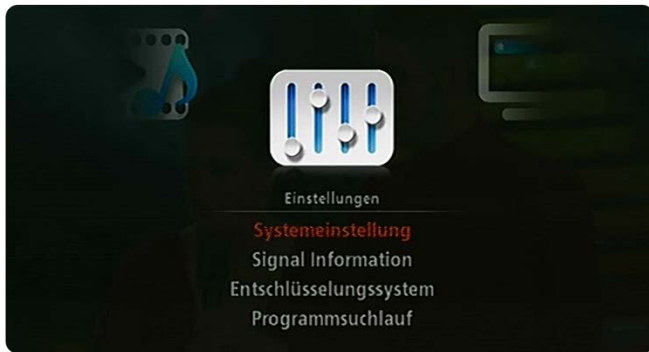 Einstellungen
Systemeinstellung
Signal Information
Entschlüsselungssystem
Programmsuchlauf